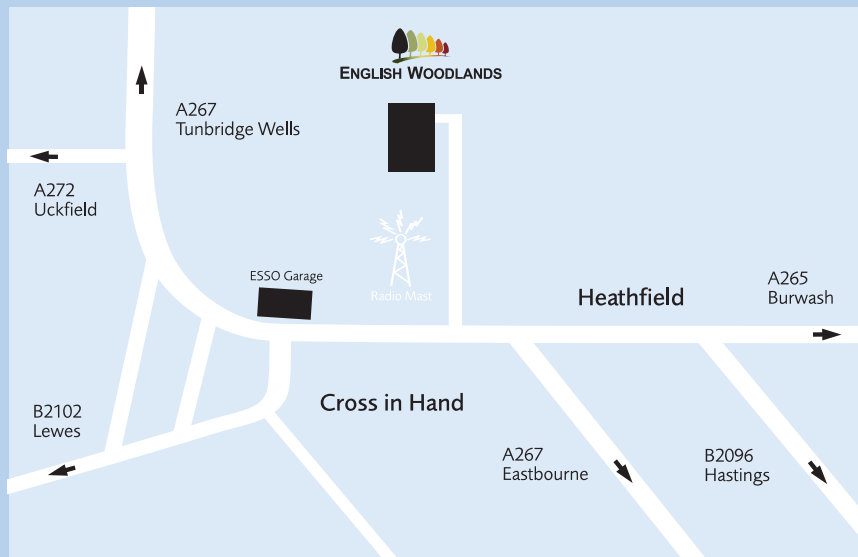 ENGLISH WOODLANDS
A267
Tunbridge Wells
A272
Uckfield
ESSO Garage
Radio Mast
Heathfield
A265
Burwash
Cross in Hand
B2102
Lewes
A267
Eastbourne
B2096
Hastings